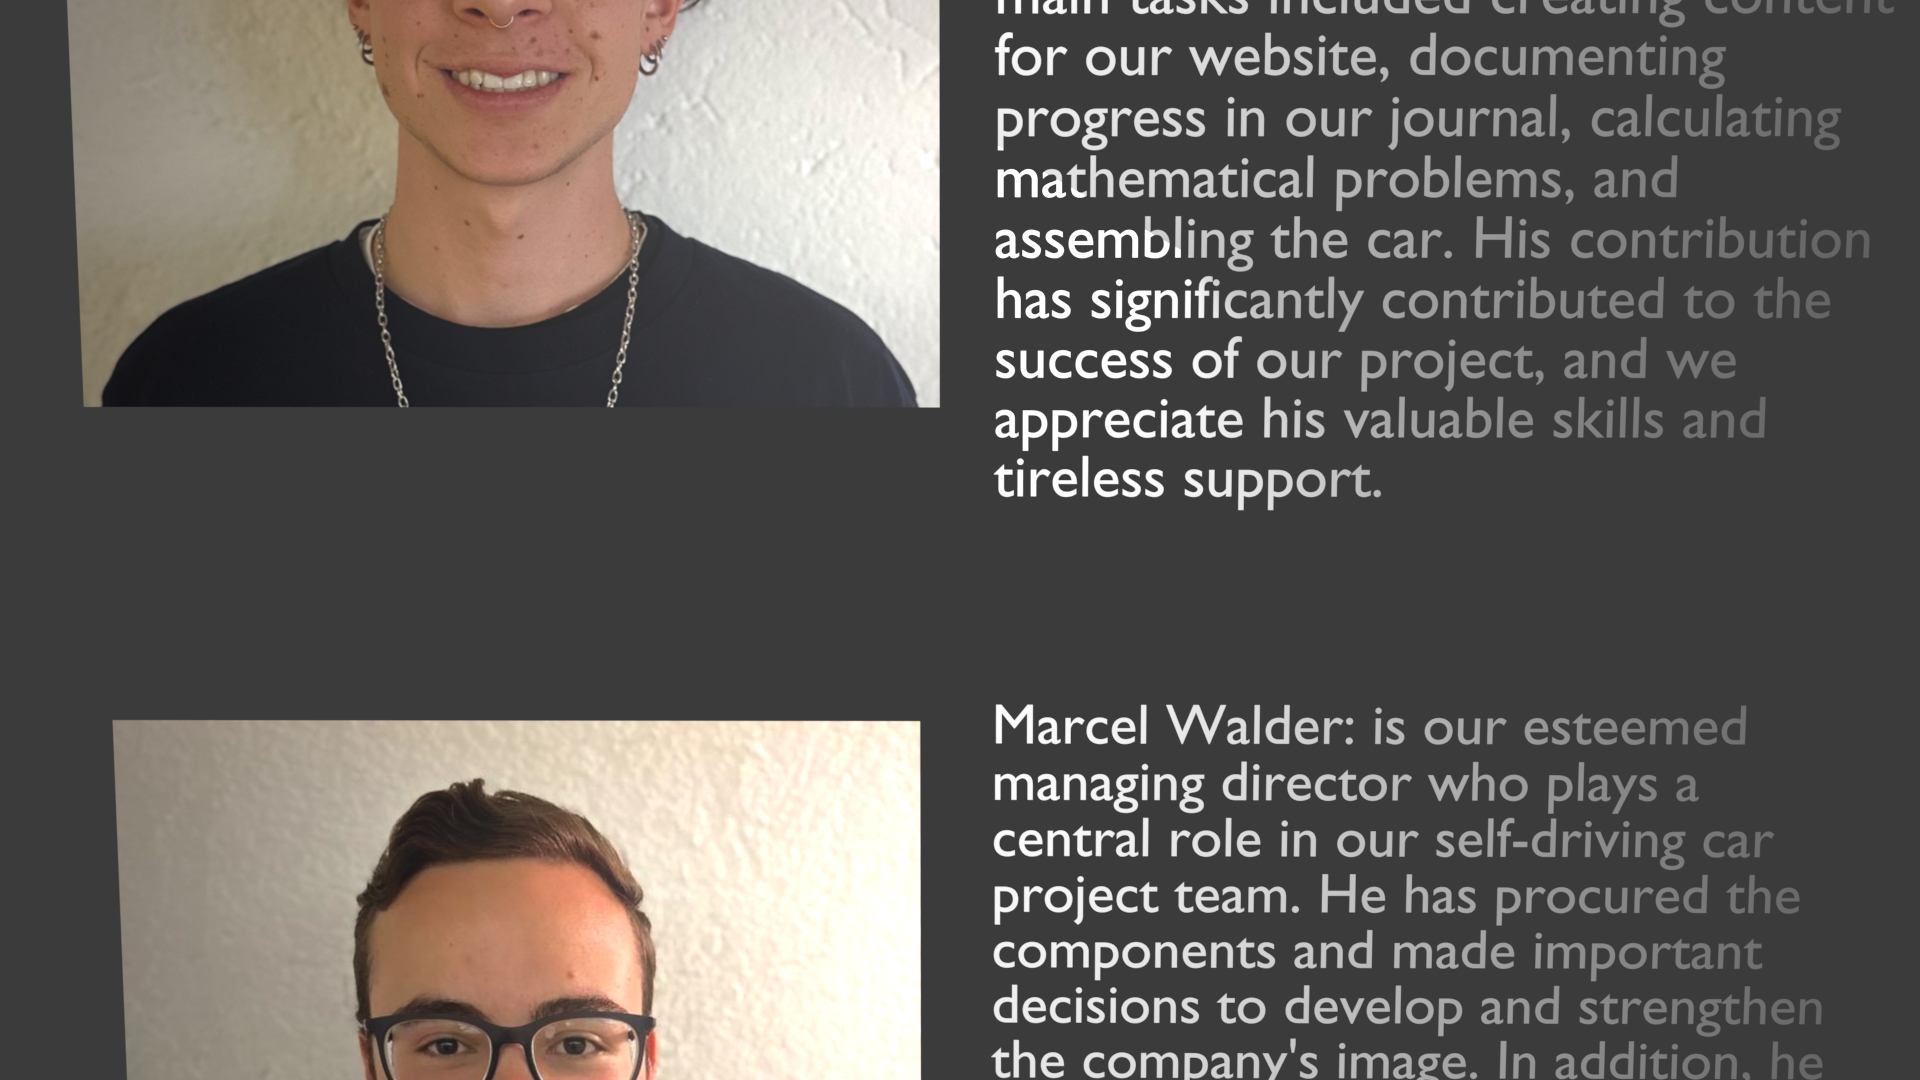 main tasks included creating content
for our website, documenting
progress in our journal, calculating
mathematical problems, and
assembling the car. His contribution
has significantly contributed to the
success of our project, and we
appreciate his valuable skills and
tireless support.
Marcel Walder: is our esteemed
managing director who plays a
central role in our self-driving car
project team. He has procured the
components and made important
decisions to develop and strengthen
the company's image. In addition, he